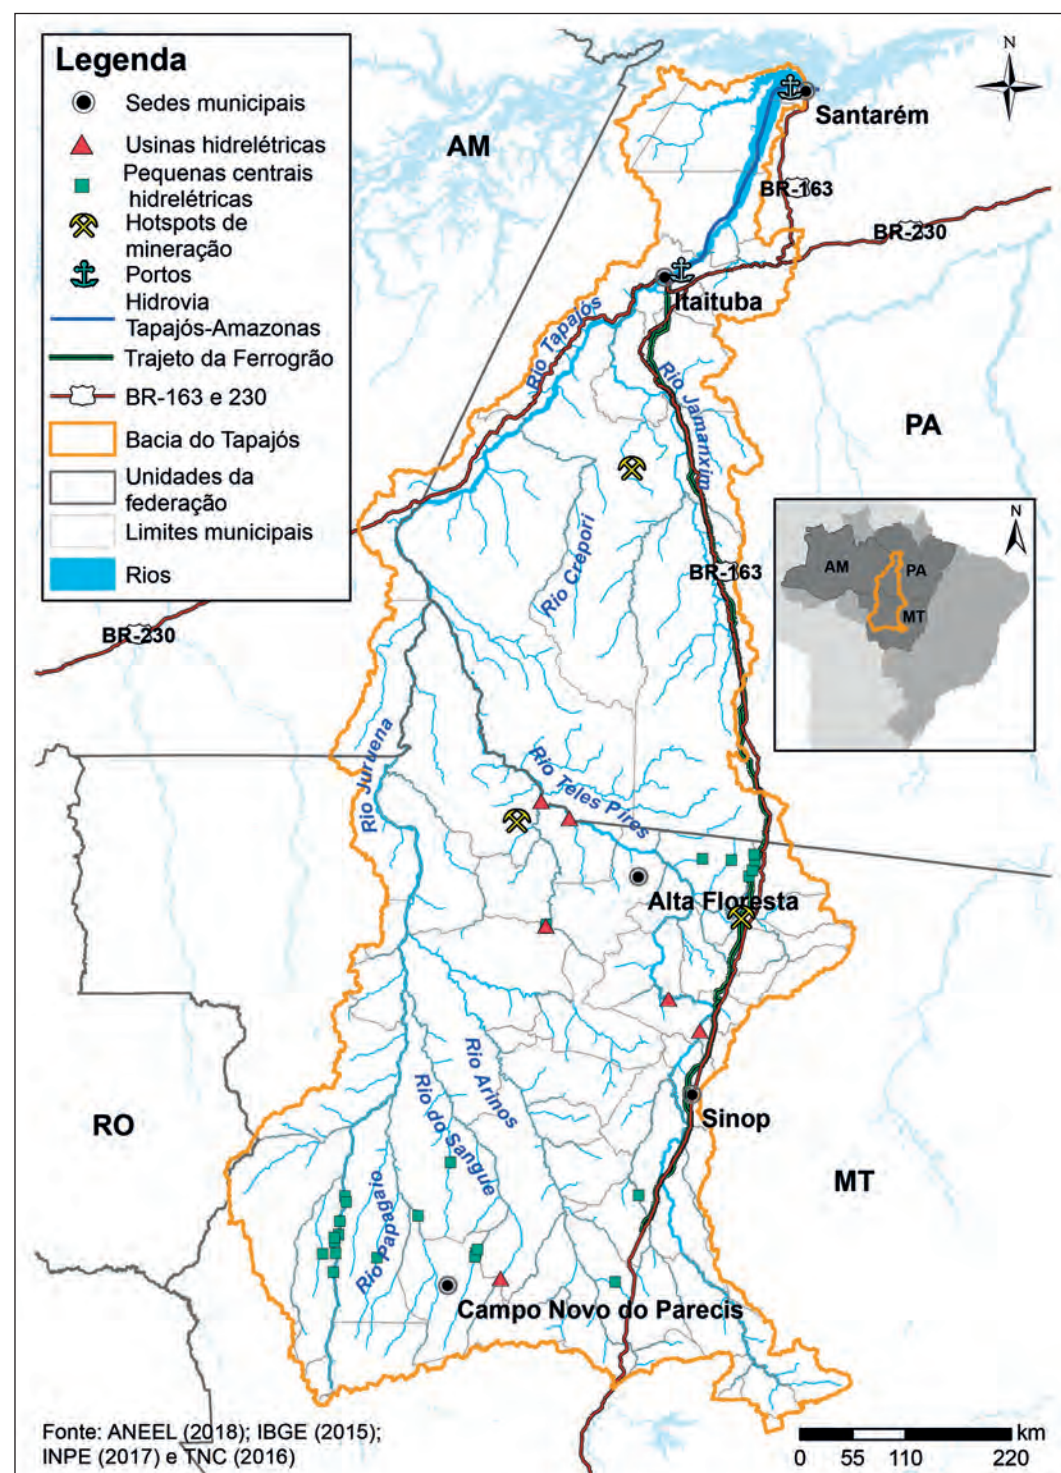 Legenda
Sedes municipais
Usinas hidrelétricas
Pequenas centrais
hidrelétricas
Hotspots de
mineração
Portos
Hidrovia
Tapajós-Amazonas
Trajeto da Ferrogrão
BR-163 e 230
Bacia do Tapajós
Unidades da
federação
Limites municipais
Rios
N
AM
Santarém
BR-163
BR-230
Itaituba
Rio Tapajós
Rio Jamanxim
PA
N
AM
PA
MT
Rio Crepori
BR-163
BR-230
Rio Juruena
Rio Teles Pires
Alta Floresta
Rio Arinos
Rio do Sangue
Sinop
RO
MT
Rio Papagaio
Campo Novo do Parecis
Fonte: ANEEL (2018); IBGE (2015);
INPE (2017) e TNC (2016)
km
0 55 110 220